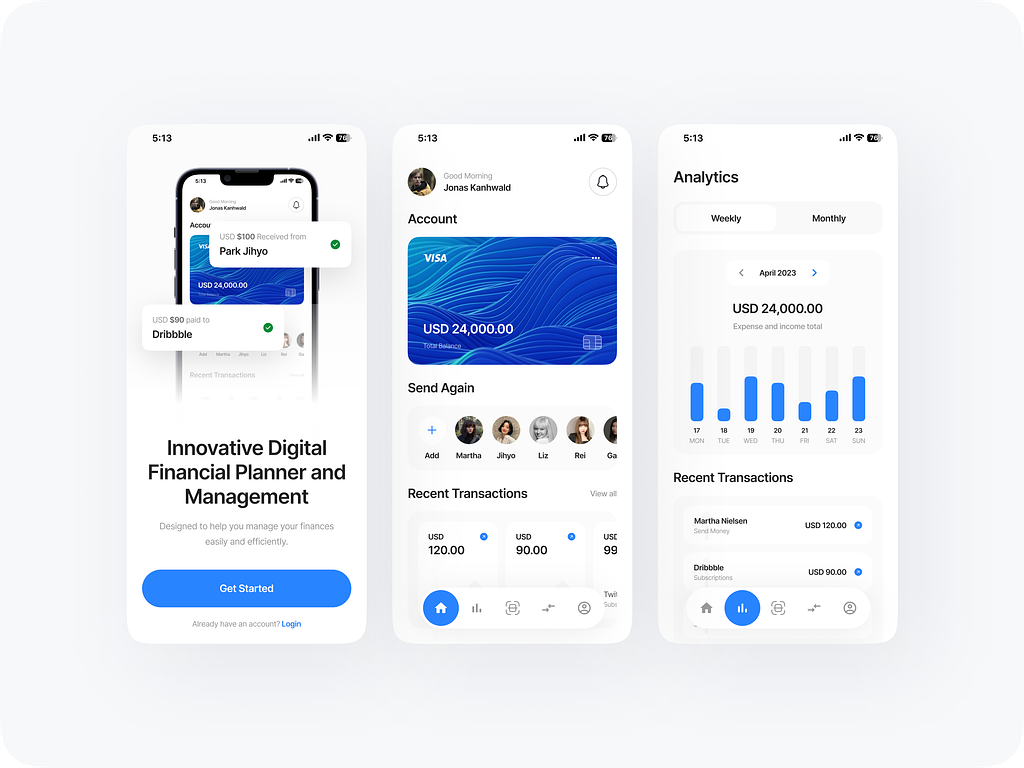 5:13
76
5:13
Good Morning
Jonas Kanhwald
Accou
USD $100 Received from
Park Jihyo
VISA
USD 24,000.00
Total Balance
USD $90 paid to
Dribbble
Add Martha Jihyo Liz Rei Ga
Recent Transactions
Innovative Digital
Financial Planner and
Management
Designed to help you manage your finances
easily and efficiently.
Get Started
Already have an account? Login
5:13
76
Good Morning
Jonas Kanhwald
Account
VISA
USD 24,000.00
Total Balance
Send Again
Add Martha Jihyo Liz Rei Ga
Recent Transactions View all
USD USD USD
120.00 90.00 99
Twit
Subs
5:13
76
Analytics
Weekly Monthly
April 2023
USD 24,000.00
Expense and income total
17 18 19 20 21 22 23
MON TUE WED THU FRI SAT SUN
Recent Transactions
Martha Nielsen
Send Money
USD 120.00
Dribbble
Subscriptions
USD 90.00